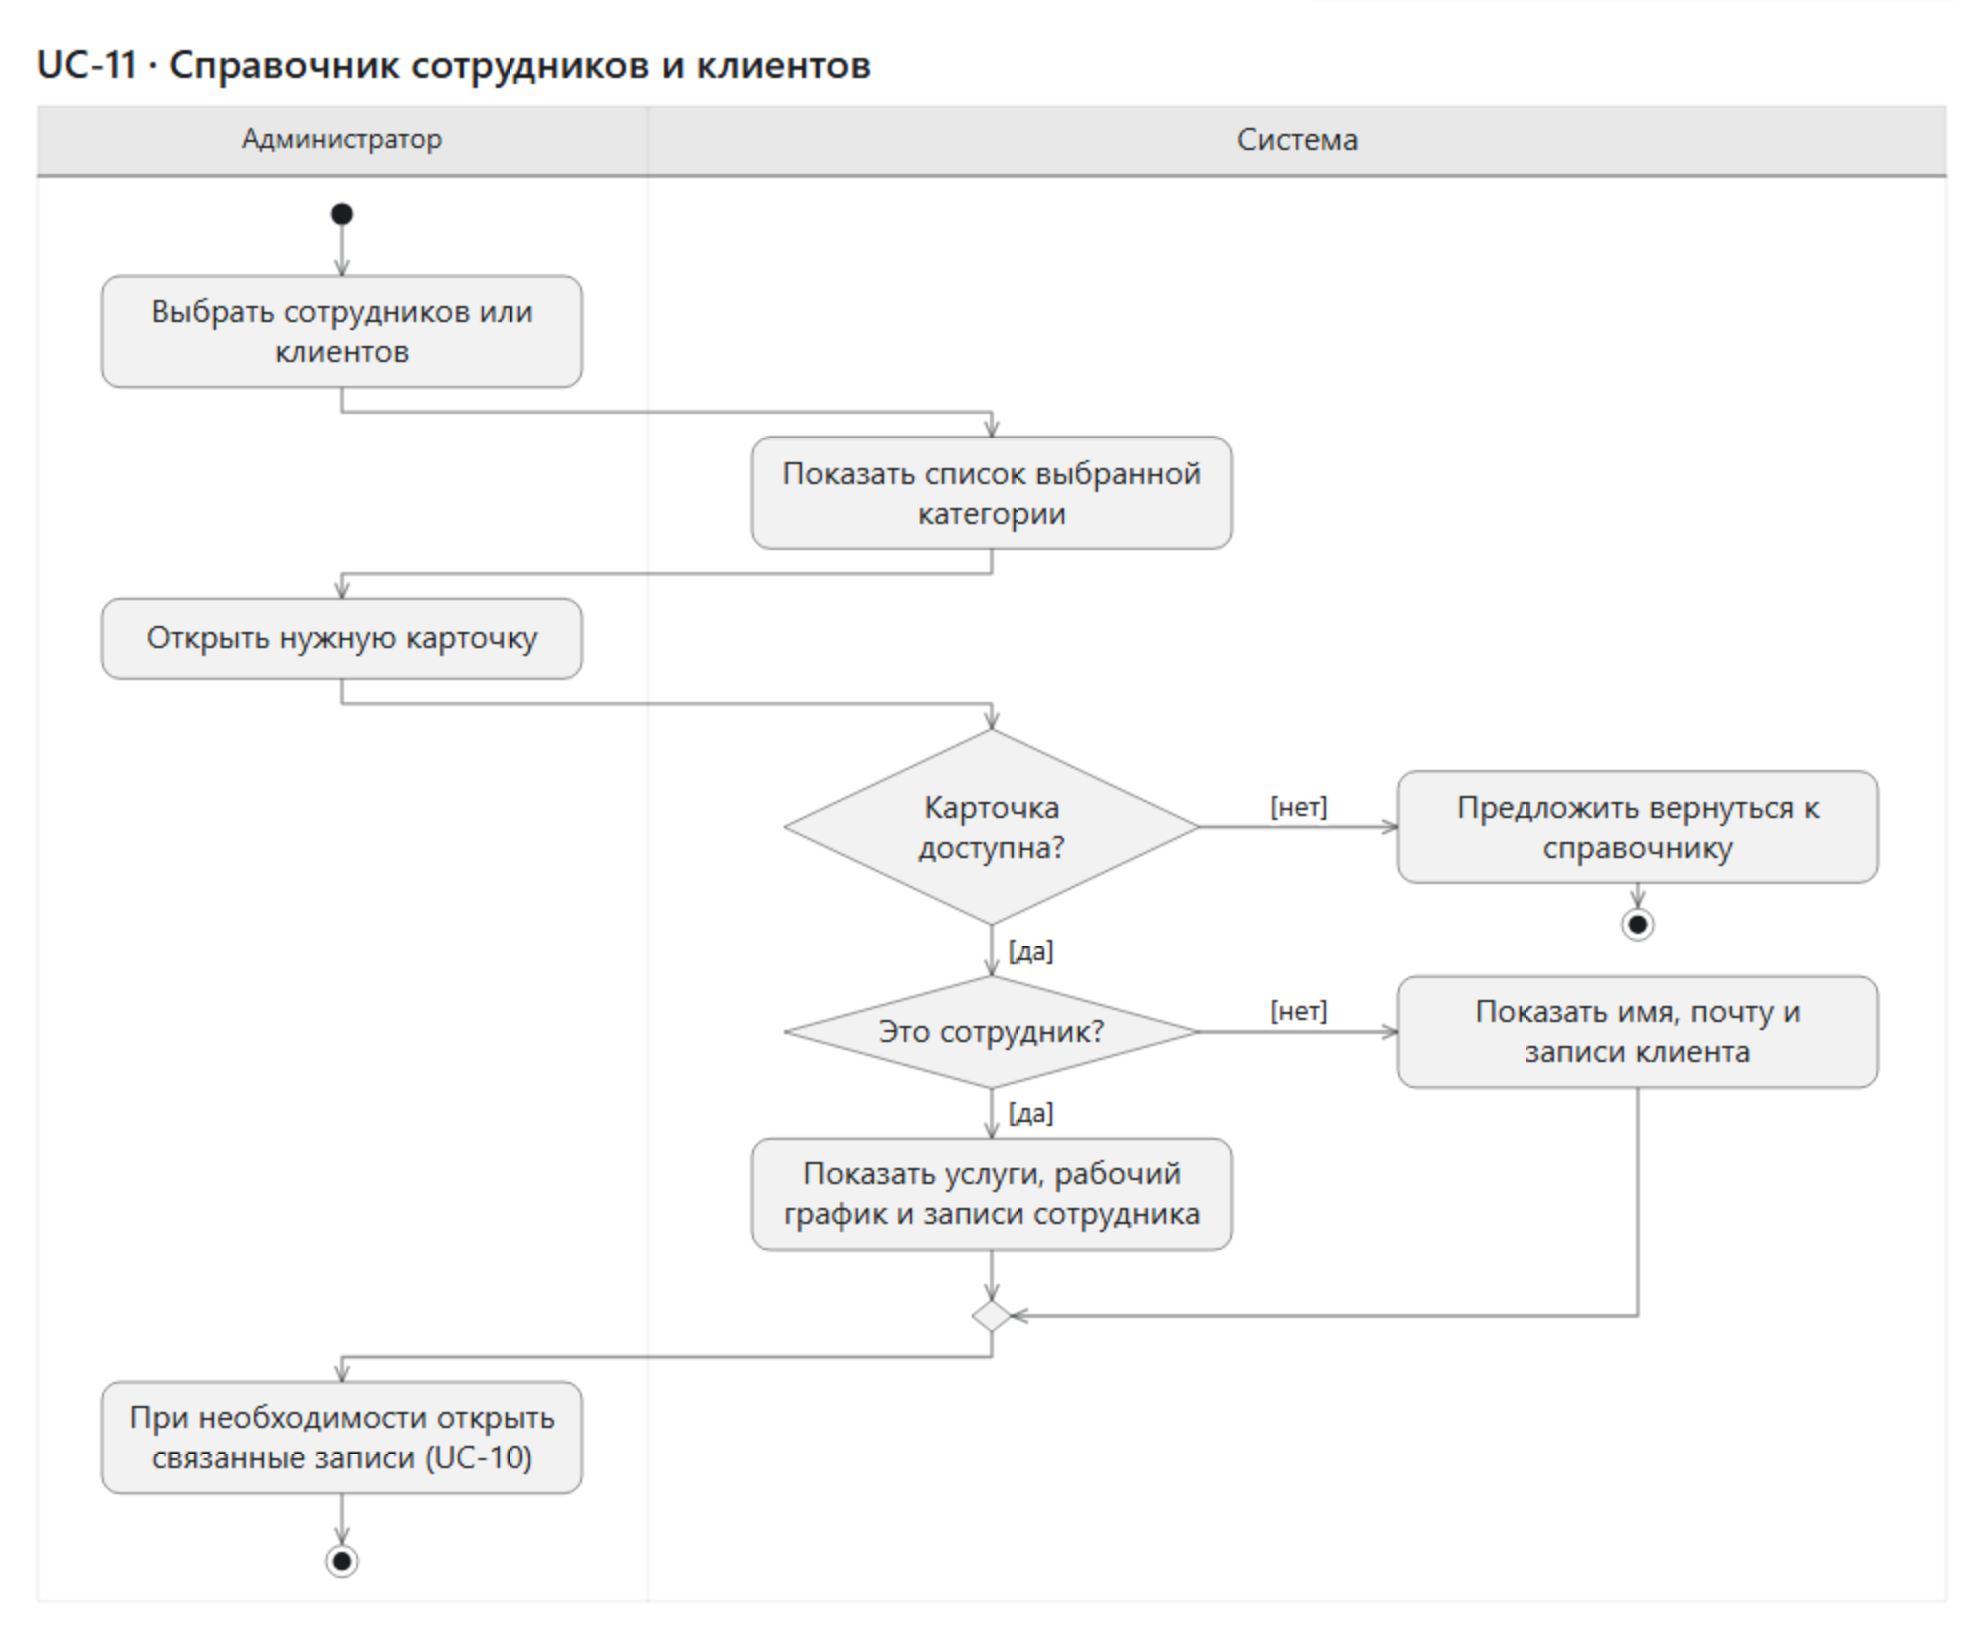 UC-11 · Справочник сотрудников и клиентов
Администратор
Система
Выбрать сотрудников или
клиентов
Показать список выбранной
категории
Открыть нужную карточку
Карточка
доступна?
[нет]
Предложить вернуться к
справочнику
[да]
Это сотрудник?
[нет]
Показать имя, почту и
записи клиента
[да]
Показать услуги, рабочий
график и записи сотрудника
При необходимости открыть
связанные записи (UC-10)